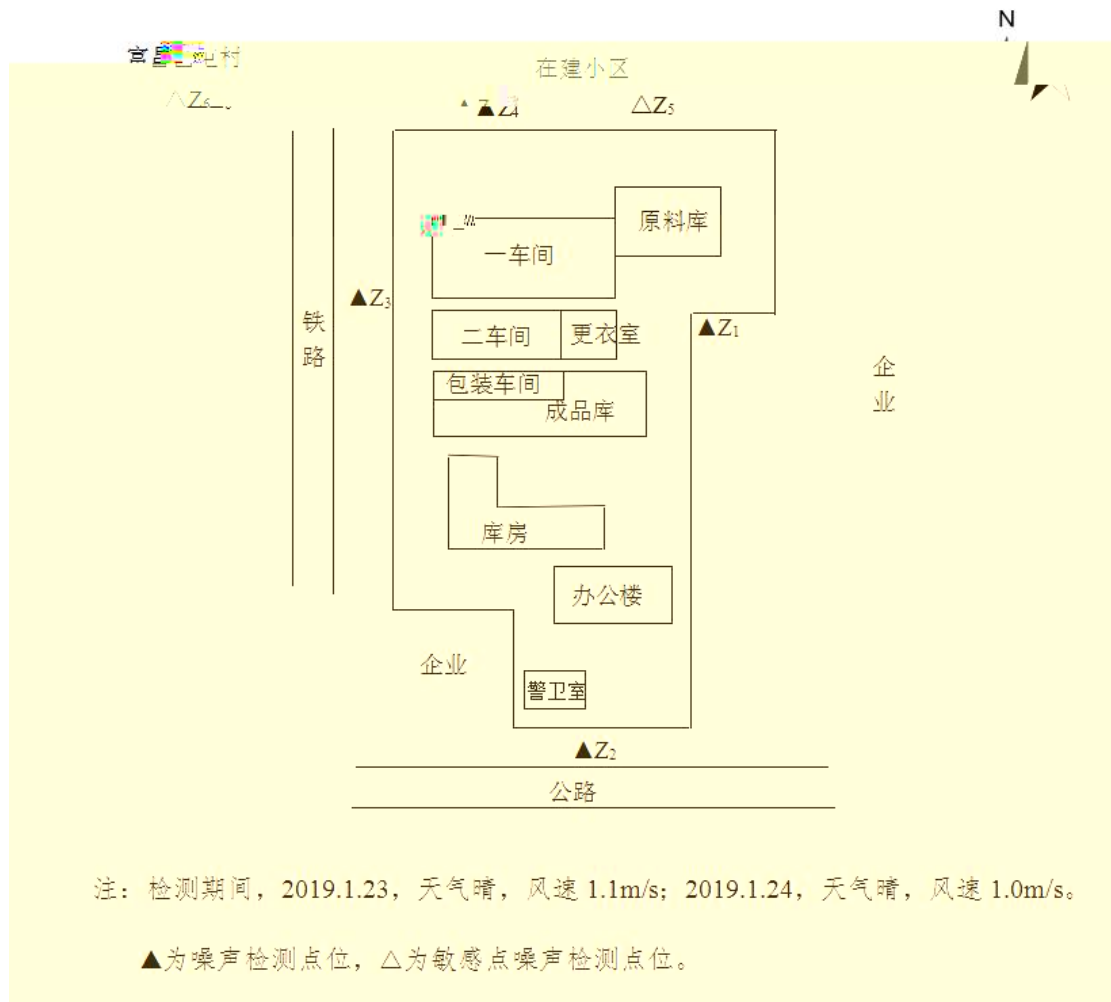 N
在建小区
▲Z₄
△Z₅
原料库
一车间
▲Z₃
铁路
二车间
更衣室
▲Z₁
包装车间
成品库
企业
库房
办公楼
企业
警卫室
▲Z₂
公路
注：检测期间，2019.1.23，天气晴，风速 1.1m/s；2019.1.24，天气晴，风速 1.0m/s。
▲为噪声检测点位，△为敏感点噪声检测点位。